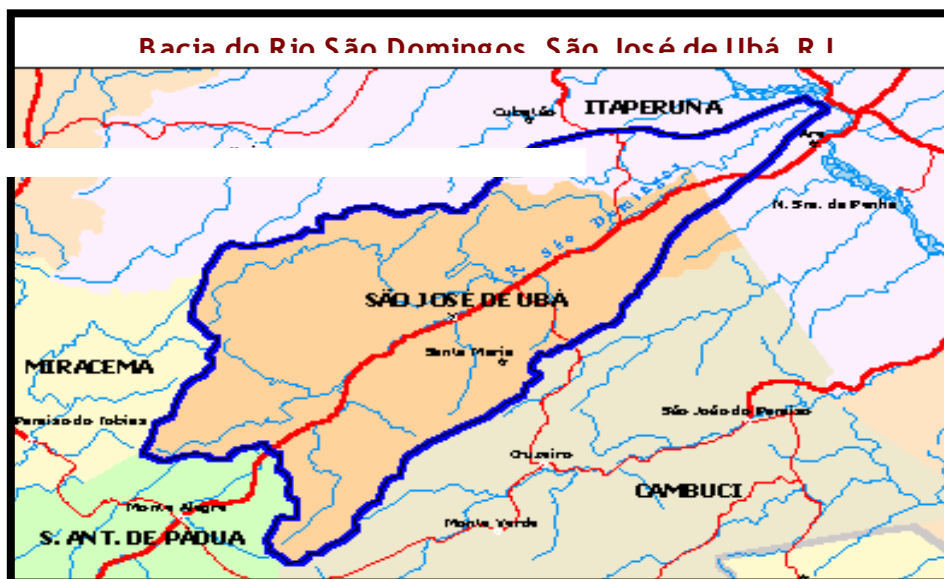 Bacia do Rio São Domingos, São José de Ubá, RJ
Cubatão
ITAPERUNA
Are
N. Sra. da Penha
R. São Domingos
SÃO JOSÉ DE UBÁ
Santa Maria
MIRACEMA
Paraíso do Tobias
São João do Paraíso
Cruzeiro
CAMBUCI
Monte Alegre
Monte Verde
S. ANT. DE PÁDUA